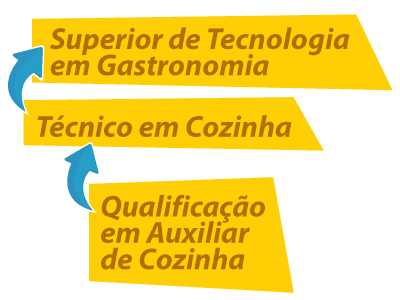 Superior de Tecnologia
em Gastronomia
Técnico em Cozinha
Qualificação
em Auxiliar
de Cozinha